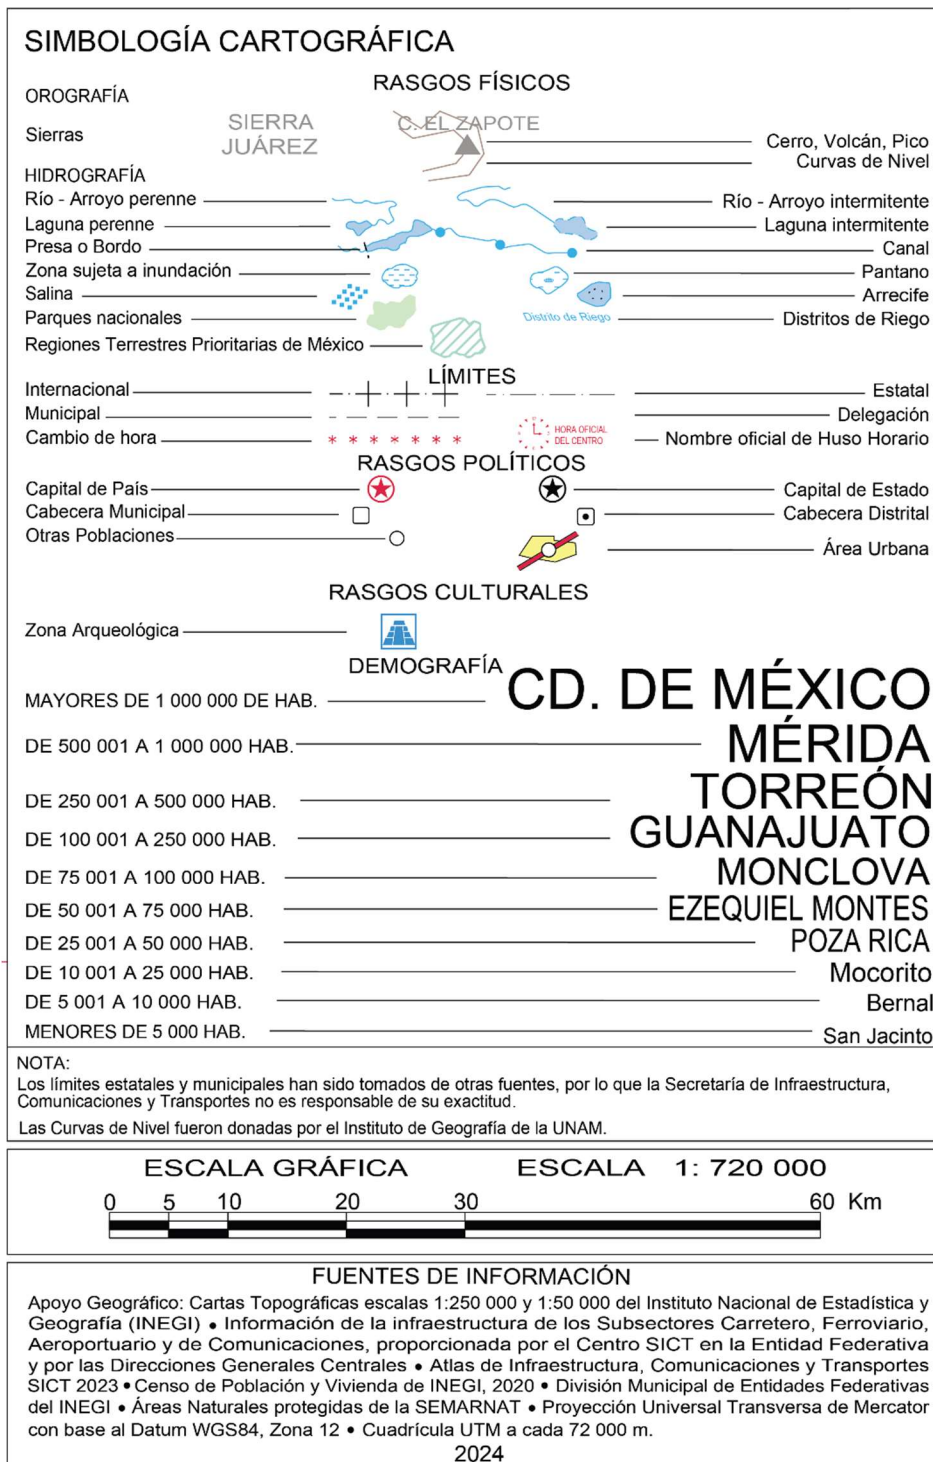 SIMBOLOGÍA CARTOGRÁFICA
RASGOS FÍSICOS
OROGRAFÍA
Sierras
SIERRA
JUÁREZ
C. EL ZAPOTE
Cerro, Volcán, Pico
Curvas de Nivel
HIDROGRAFÍA
Río - Arroyo perenne
Río - Arroyo intermitente
Laguna perenne
Laguna intermitente
Presa o Bordo
Canal
Zona sujeta a inundación
Pantano
Salina
Arrecife
Parques nacionales
Distrito de Riego
Distritos de Riego
Regiones Terrestres Prioritarias de México
LÍMITES
Internacional
Estatal
Municipal
Delegación
Cambio de hora
HORA OFICIAL
DEL CENTRO
Nombre oficial de Huso Horario
RASGOS POLÍTICOS
Capital de País
Capital de Estado
Cabecera Municipal
Cabecera Distrital
Otras Poblaciones
Área Urbana
RASGOS CULTURALES
Zona Arqueológica
DEMOGRAFÍA
MAYORES DE 1 000 000 DE HAB.
CD. DE MÉXICO
DE 500 001 A 1 000 000 HAB.
MÉRIDA
DE 250 001 A 500 000 HAB.
TORREÓN
DE 100 001 A 250 000 HAB.
GUANAJUATO
DE 75 001 A 100 000 HAB.
MONCLOVA
DE 50 001 A 75 000 HAB.
EZEQUIEL MONTES
DE 25 001 A 50 000 HAB.
POZA RICA
DE 10 001 A 25 000 HAB.
Mocorito
DE 5 001 A 10 000 HAB.
Bernal
MENORES DE 5 000 HAB.
San Jacinto
NOTA:
Los límites estatales y municipales han sido tomados de otras fuentes, por lo que la Secretaría de Infraestructura,
Comunicaciones y Transportes no es responsable de su exactitud.
Las Curvas de Nivel fueron donadas por el Instituto de Geografía de la UNAM.
ESCALA GRÁFICA ESCALA 1: 720 000
0 5 10 20 30 60 Km
FUENTES DE INFORMACIÓN
Apoyo Geográfico: Cartas Topográficas escalas 1:250 000 y 1:50 000 del Instituto Nacional de Estadística y
Geografía (INEGI) • Información de la infraestructura de los Subsectores Carretero, Ferroviario,
Aeroportuario y de Comunicaciones, proporcionada por el Centro SICT en la Entidad Federativa
y por las Direcciones Generales Centrales • Atlas de Infraestructura, Comunicaciones y Transportes
SICT 2023 • Censo de Población y Vivienda de INEGI, 2020 • División Municipal de Entidades Federativas
del INEGI • Áreas Naturales protegidas de la SEMARNAT • Proyección Universal Transversa de Mercator
con base al Datum WGS84, Zona 12 • Cuadrícula UTM a cada 72 000 m.
2024